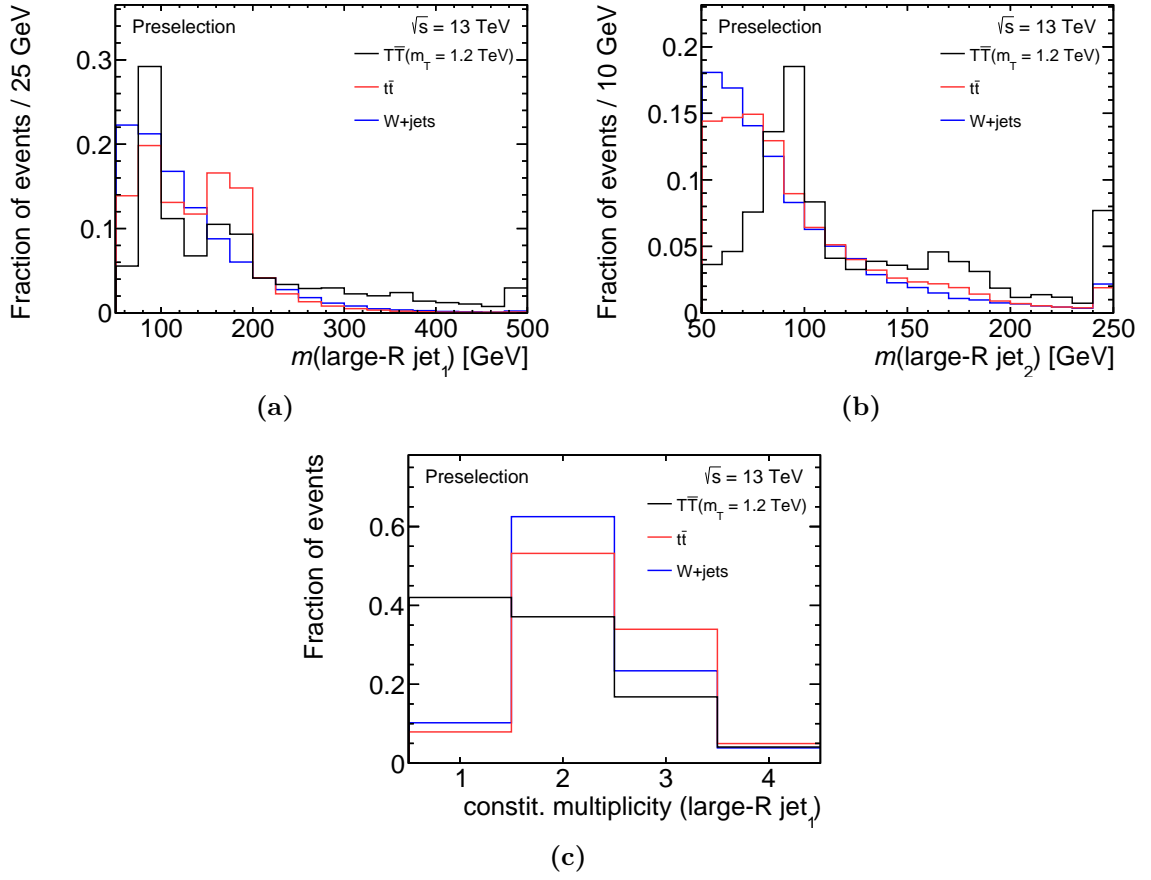 Fraction of events / 25 GeV
Preselection
√s = 13 TeV
TT̅(m_T = 1.2 TeV)
tt̄
W+jets
0.3
0.2
0.1
0
100 200 300 400 500
m(large-R jet_1) [GeV]
(a)
Fraction of events / 10 GeV
Preselection
√s = 13 TeV
TT̅(m_T = 1.2 TeV)
tt̄
W+jets
0.2
0.15
0.1
0.05
0
50 100 150 200 250
m(large-R jet_2) [GeV]
(b)
Fraction of events
Preselection
√s = 13 TeV
TT̅(m_T = 1.2 TeV)
tt̄
W+jets
0.6
0.4
0.2
0
1 2 3 4
constit. multiplicity (large-R jet_1)
(c)